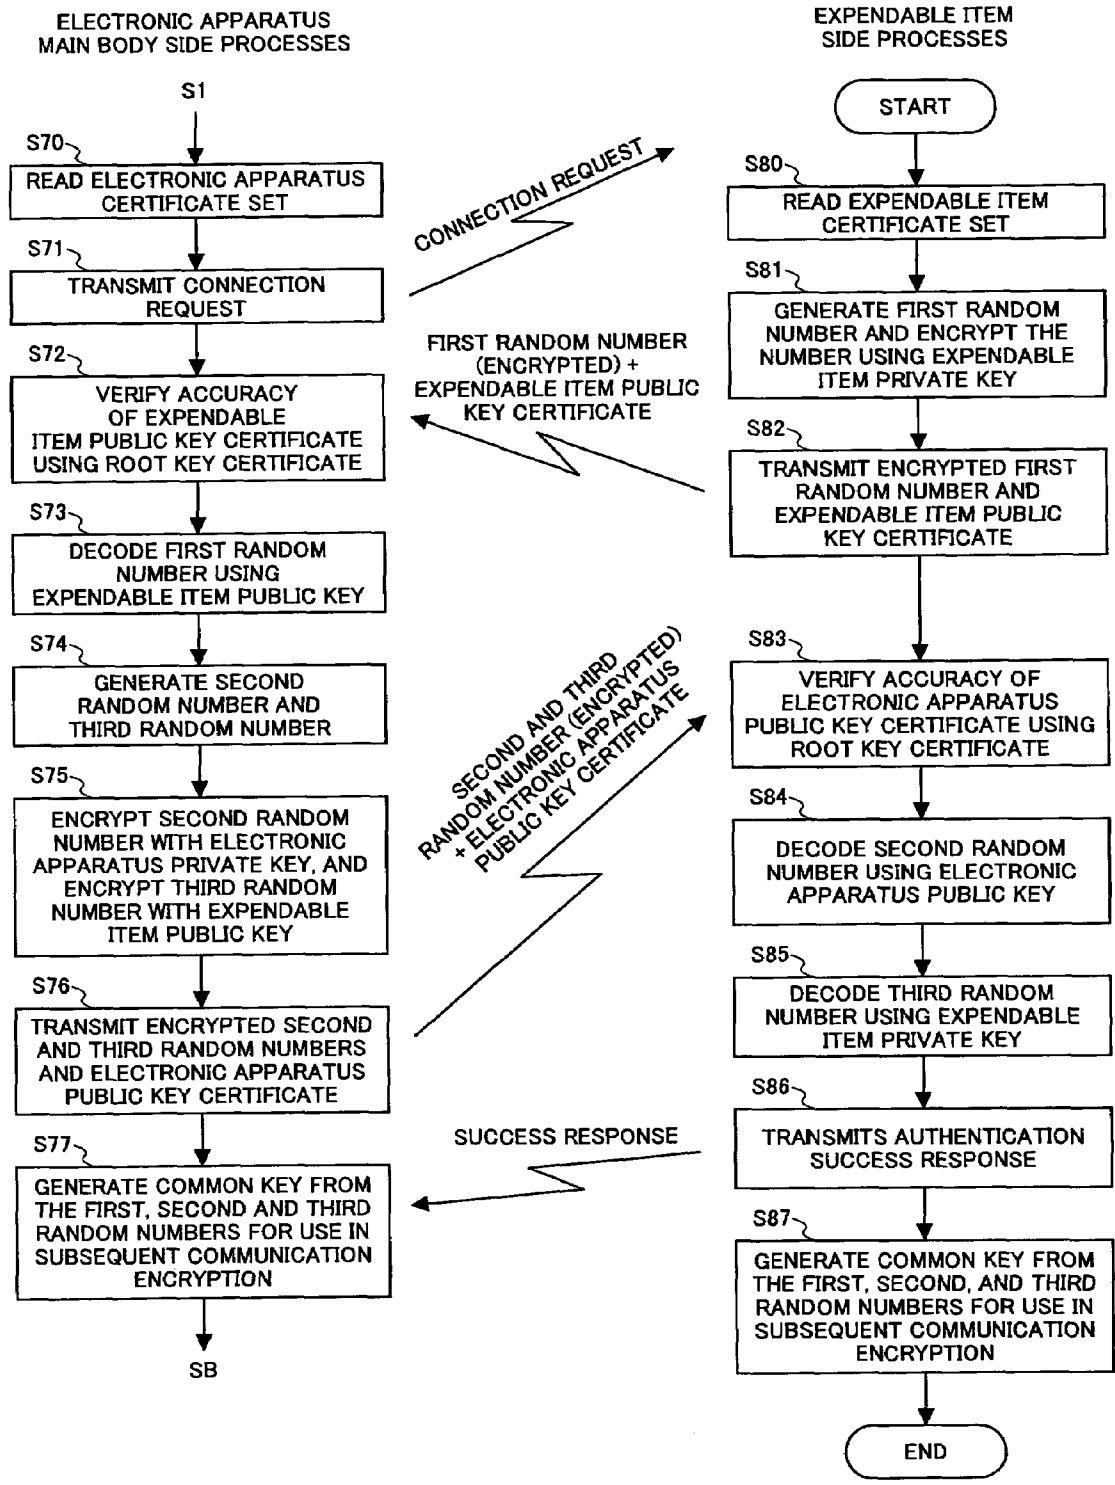 ELECTRONIC APPARATUS
MAIN BODY SIDE PROCESSES
S1
S70
READ ELECTRONIC APPARATUS
CERTIFICATE SET
S71
TRANSMIT CONNECTION
REQUEST
S72
VERIFY ACCURACY
OF EXPENDABLE
ITEM PUBLIC KEY CERTIFICATE
USING ROOT KEY CERTIFICATE
S73
DECODE FIRST RANDOM
NUMBER USING
EXPENDABLE ITEM PUBLIC KEY
S74
GENERATE SECOND
RANDOM NUMBER AND
THIRD RANDOM NUMBER
S75
ENCRYPT SECOND RANDOM
NUMBER WITH ELECTRONIC
APPARATUS PRIVATE KEY, AND
ENCRYPT THIRD RANDOM
NUMBER WITH EXPENDABLE
ITEM PUBLIC KEY
S76
TRANSMIT ENCRYPTED SECOND
AND THIRD RANDOM NUMBERS
AND ELECTRONIC APPARATUS
PUBLIC KEY CERTIFICATE
S77
GENERATE COMMON KEY FROM
THE FIRST, SECOND AND THIRD
RANDOM NUMBERS FOR USE IN
SUBSEQUENT COMMUNICATION
ENCRYPTION
SB
CONNECTION REQUEST
FIRST RANDOM NUMBER
(ENCRYPTED) +
EXPENDABLE ITEM PUBLIC
KEY CERTIFICATE
SECOND AND THIRD
RANDOM NUMBER (ENCRYPTED)
+ ELECTRONIC APPARATUS
PUBLIC KEY CERTIFICATE
SUCCESS RESPONSE
EXPENDABLE ITEM
SIDE PROCESSES
START
S80
READ EXPENDABLE ITEM
CERTIFICATE SET
S81
GENERATE FIRST RANDOM
NUMBER AND ENCRYPT THE
NUMBER USING EXPENDABLE
ITEM PRIVATE KEY
S82
TRANSMIT ENCRYPTED FIRST
RANDOM NUMBER AND
EXPENDABLE ITEM PUBLIC
KEY CERTIFICATE
S83
VERIFY ACCURACY OF
ELECTRONIC APPARATUS
PUBLIC KEY CERTIFICATE USING
ROOT KEY CERTIFICATE
S84
DECODE SECOND RANDOM
NUMBER USING ELECTRONIC
APPARATUS PUBLIC KEY
S85
DECODE THIRD RANDOM
NUMBER USING EXPENDABLE
ITEM PRIVATE KEY
S86
TRANSMITS AUTHENTICATION
SUCCESS RESPONSE
S87
GENERATE COMMON KEY FROM
THE FIRST, SECOND, AND THIRD
RANDOM NUMBERS FOR USE IN
SUBSEQUENT COMMUNICATION
ENCRYPTION
END